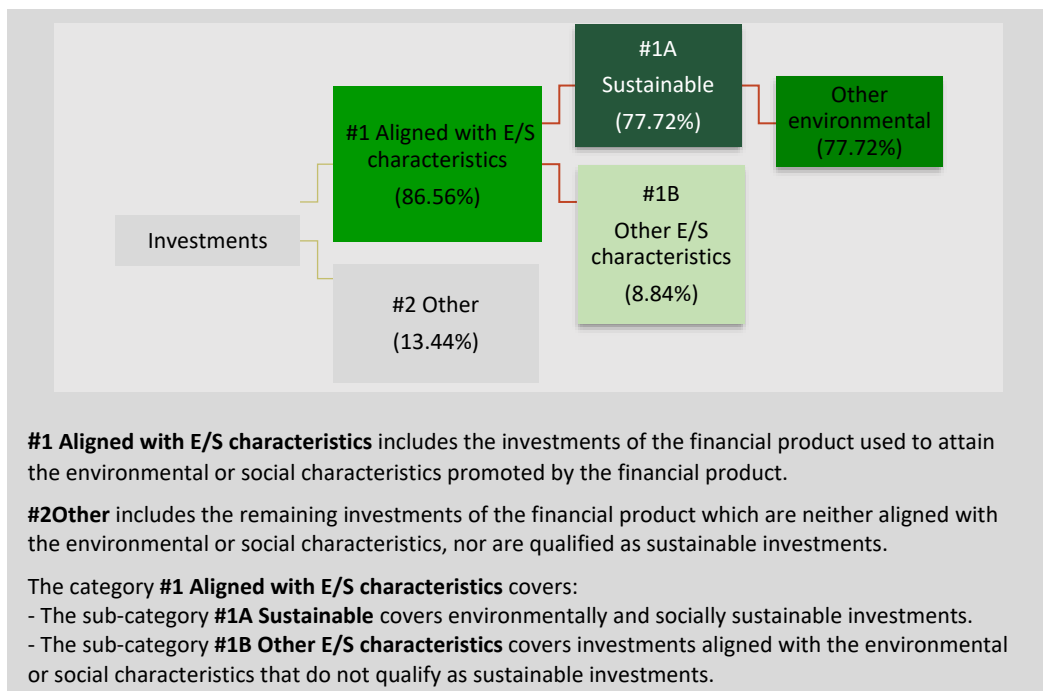 #1A
Sustainable
(77.72%)
Other
environmental
(77.72%)
#1 Aligned with E/S
characteristics
(86.56%)
#1B
Other E/S
characteristics
(8.84%)
Investments
#2 Other
(13.44%)
#1 Aligned with E/S characteristics includes the investments of the financial product used to attain
the environmental or social characteristics promoted by the financial product.
#2Other includes the remaining investments of the financial product which are neither aligned with
the environmental or social characteristics, nor are qualified as sustainable investments.
The category #1 Aligned with E/S characteristics covers:
- The sub-category #1A Sustainable covers environmentally and socially sustainable investments.
- The sub-category #1B Other E/S characteristics covers investments aligned with the environmental
or social characteristics that do not qualify as sustainable investments.